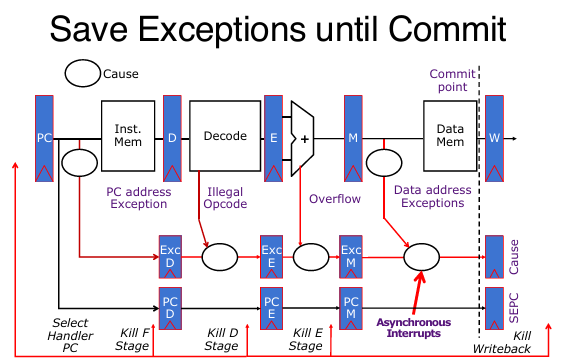 Save Exceptions until Commit
Cause
Commit
point
PC
Inst.
Mem
D
Decode
E
+
M
Data
Mem
W
PC address
Exception
Illegal
Opcode
Overflow
Data address
Exceptions
Exc
D
Exc
E
Exc
M
Cause
PC
D
PC
E
PC
M
SEPC
Select
Handler
PC
Kill F
Stage
Kill D
Stage
Kill E
Stage
Asynchronous
Interrupts
Kill
Writeback